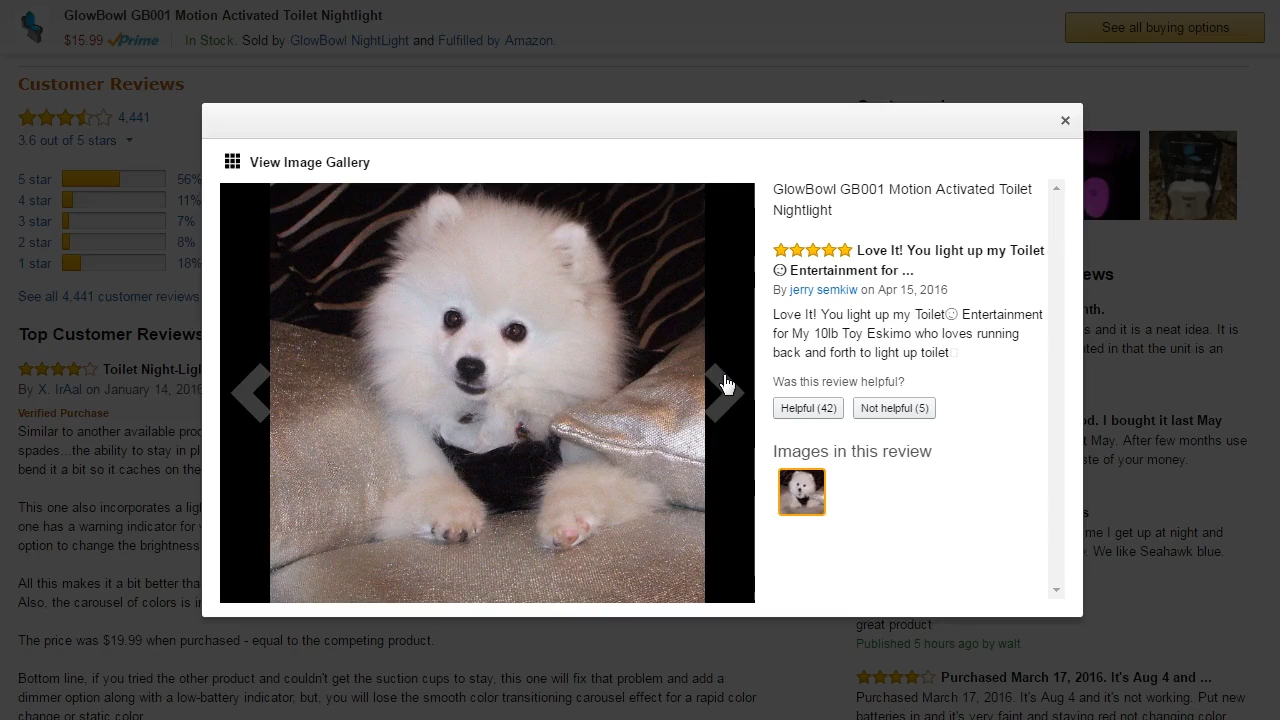 GlowBowl GB001 Motion Activated Toilet Nightlight
$15.99 Prime In Stock. Sold by GlowBowl NightLight and Fulfilled by Amazon.
See all buying options
Customer Reviews
4,441
3.6 out of 5 stars
5 star 56%
4 star 11%
3 star 7%
2 star 8%
1 star 18%
See all 4,441 customer reviews
Top Customer Reviews
Toilet Night-Lig
By X. IrAal on January 14, 2016
Verified Purchase
Similar to another available proc
spades...the ability to stay in pl
bend it a bit so it caches on the
This one also incorporates a ligh
one has a warning indicator for
option to change the brightness
All this makes it a bit better tha
Also, the carousel of colors is i
The price was $19.99 when purchased - equal to the competing product.
Bottom line, if you tried the other product and couldn't get the suction cups to stay, this one will fix that problem and add a
dimmer option along with a low-battery indicator, but, you will lose the smooth color transitioning carousel effect for a rapid color
change or static color.
×
View Image Gallery
GlowBowl GB001 Motion Activated Toilet
Nightlight
Love It! You light up my Toilet
☺ Entertainment for ...
By jerry semkiw on Apr 15, 2016
Love It! You light up my Toilet☺ Entertainment
for My 10lb Toy Eskimo who loves running
back and forth to light up toilet
Was this review helpful?
Helpful (42) Not helpful (5)
Images in this review
ews
nth.
s and it is a neat idea. It is
ted in that the unit is an
od. I bought it last May
t May. After few months use
ste of your money.
s
me I get up at night and
. We like Seahawk blue.
great product
Published 5 hours ago by walt
Purchased March 17, 2016. It's Aug 4 and ...
Purchased March 17, 2016. It's Aug 4 and it's not working. Put new
batteries in and it's very faint and staying red not changing color.